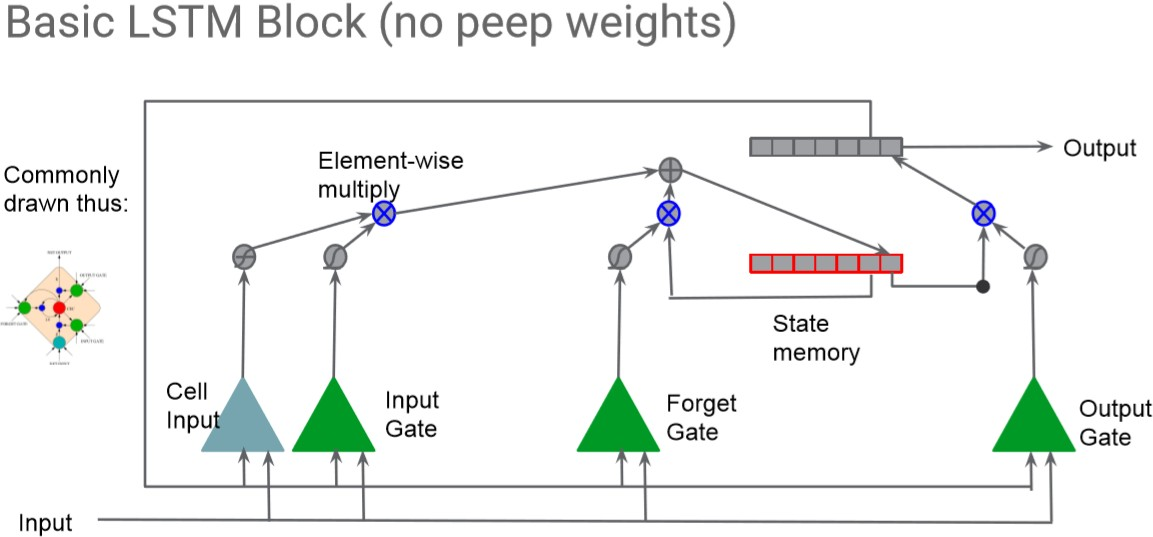 Basic LSTM Block (no peep weights)
Commonly
drawn thus:
Element-wise
multiply
Output
State
memory
Cell
Input
Input
Gate
Forget
Gate
Output
Gate
Input